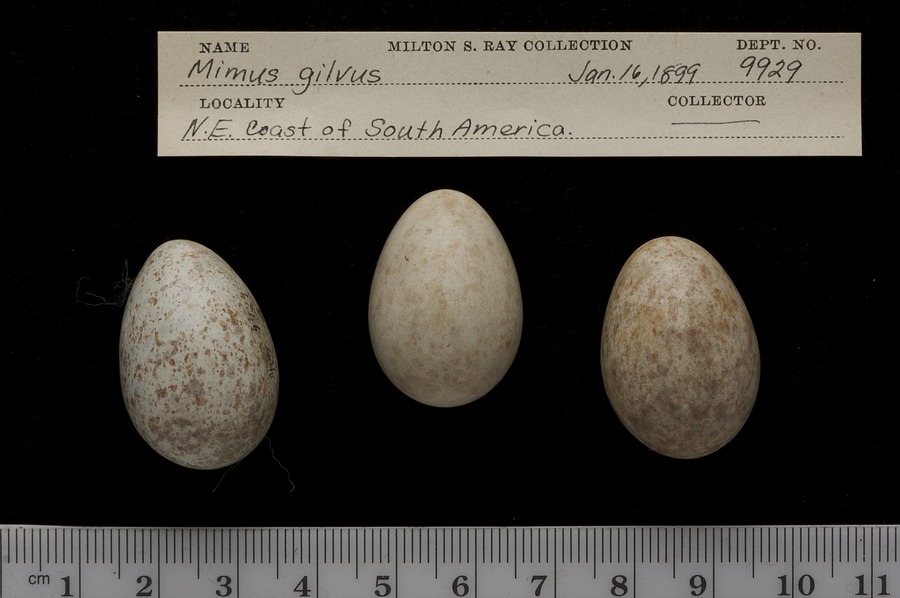 NAME MILTON S. RAY COLLECTION DEPT. NO.
Mimus gilvus Jan. 16, 1899 9929
LOCALITY COLLECTOR
N.E. Coast of South America.
cm 1 2 3 4 5 6 7 8 9 10 11